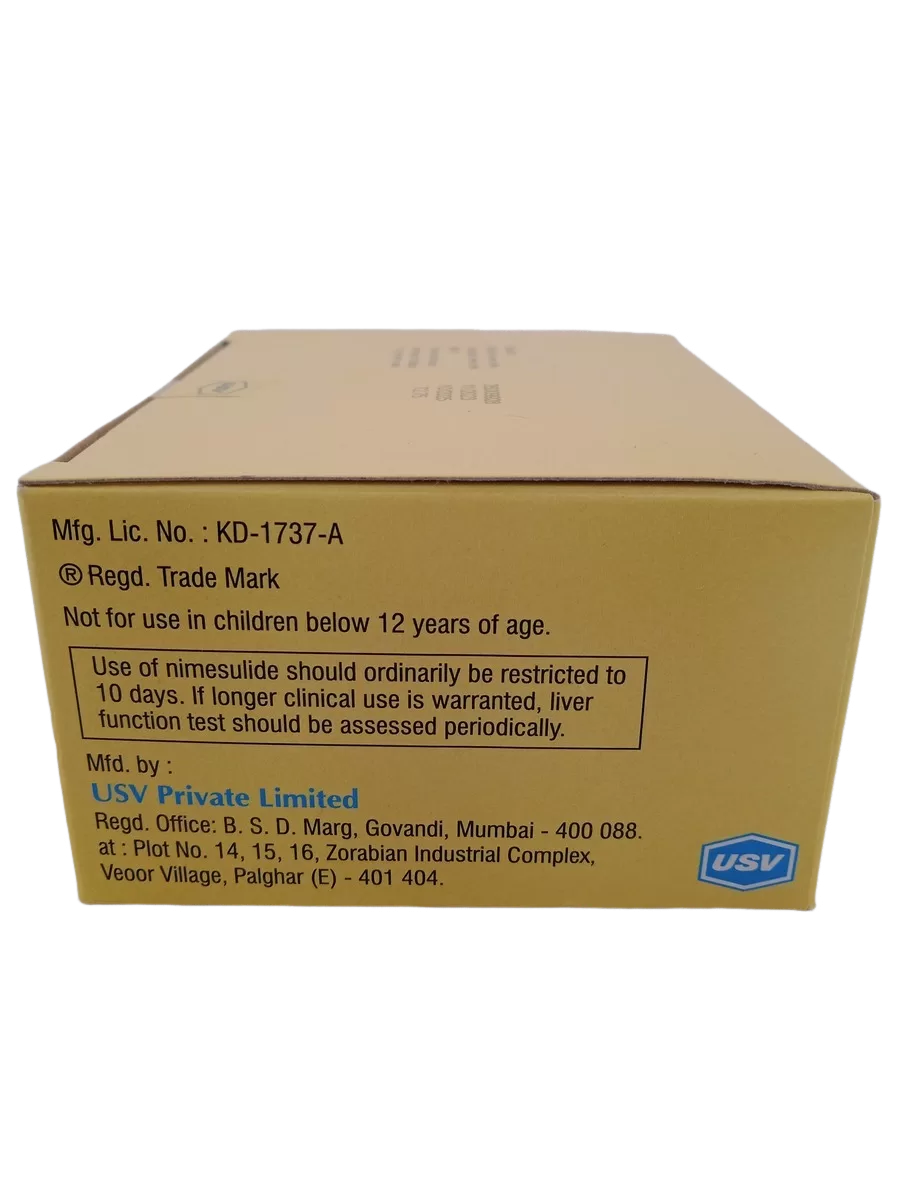 Mfg. Lic. No. : KD-1737-A
® Regd. Trade Mark
Not for use in children below 12 years of age.
Use of nimesulide should ordinarily be restricted to
10 days. If longer clinical use is warranted, liver
function test should be assessed periodically.
Mfd. by :
USV Private Limited
Regd. Office: B. S. D. Marg, Govandi, Mumbai - 400 088.
at : Plot No. 14, 15, 16, Zorabian Industrial Complex,
Veoor Village, Palghar (E) - 401 404.
USV